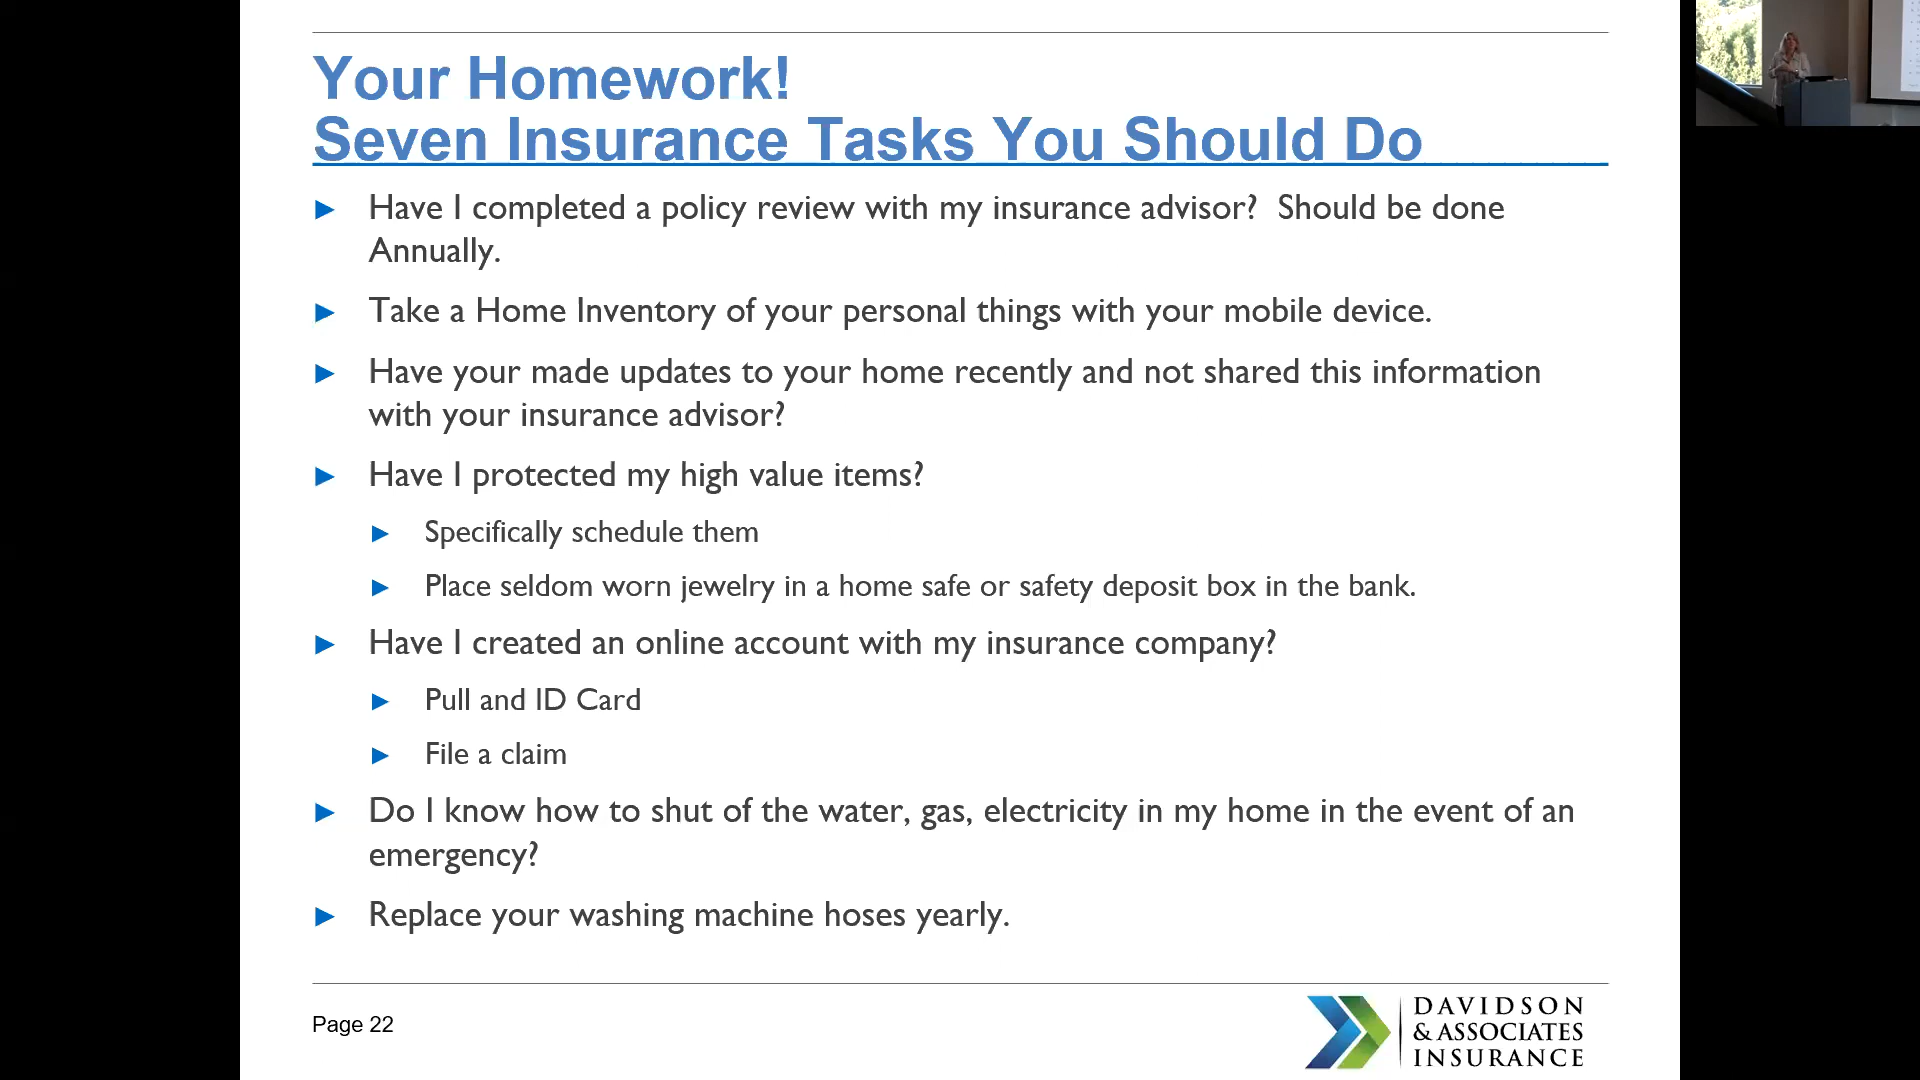 Your Homework!
Seven Insurance Tasks You Should Do
Have I completed a policy review with my insurance advisor? Should be done
Annually.
Take a Home Inventory of your personal things with your mobile device.
Have your made updates to your home recently and not shared this information
with your insurance advisor?
Have I protected my high value items?
Specifically schedule them
Place seldom worn jewelry in a home safe or safety deposit box in the bank.
Have I created an online account with my insurance company?
Pull and ID Card
File a claim
Do I know how to shut of the water, gas, electricity in my home in the event of an
emergency?
Replace your washing machine hoses yearly.
Page 22
DAVIDSON
& ASSOCIATES
INSURANCE